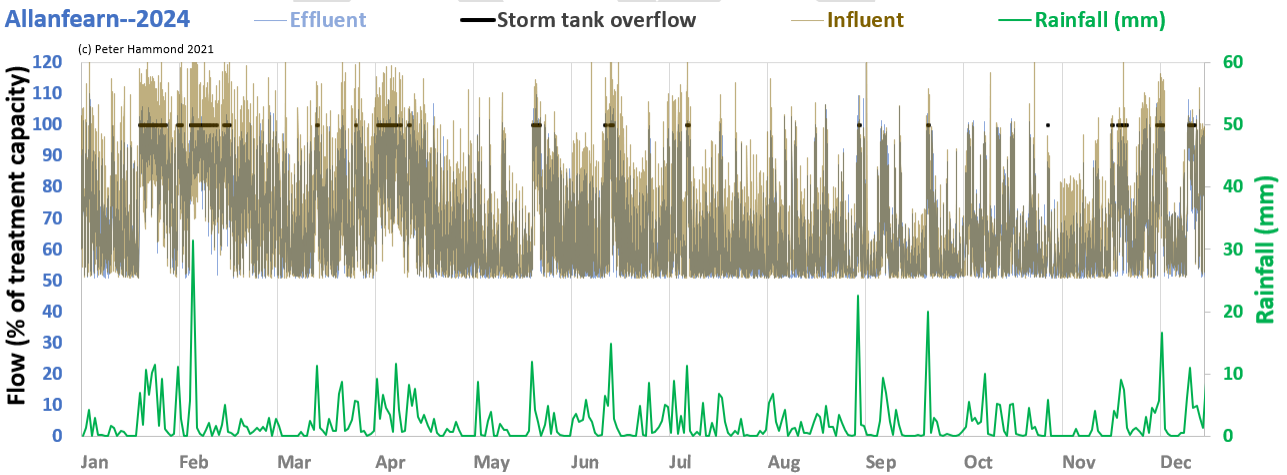 Allanfearn--2024
Effluent
Storm tank overflow
Influent
Rainfall (mm)
(c) Peter Hammond 2021
Flow (% of treatment capacity)
120
110
100
90
80
70
60
50
40
30
20
10
0
60
50
40
30
20
10
0
Rainfall (mm)
Jan Feb Mar Apr May Jun Jul Aug Sep Oct Nov Dec